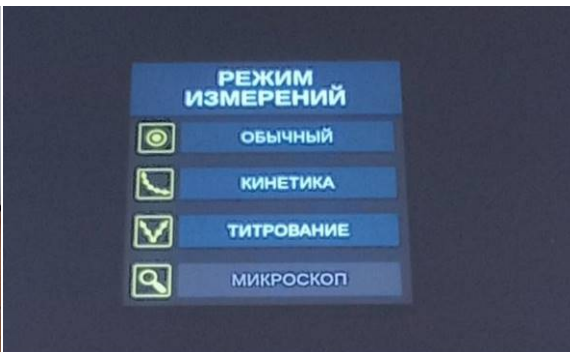 РЕЖИМ
ИЗМЕРЕНИЙ
ОБЫЧНЫЙ
КИНЕТИКА
ТИТРОВАНИЕ
МИКРОСКОП